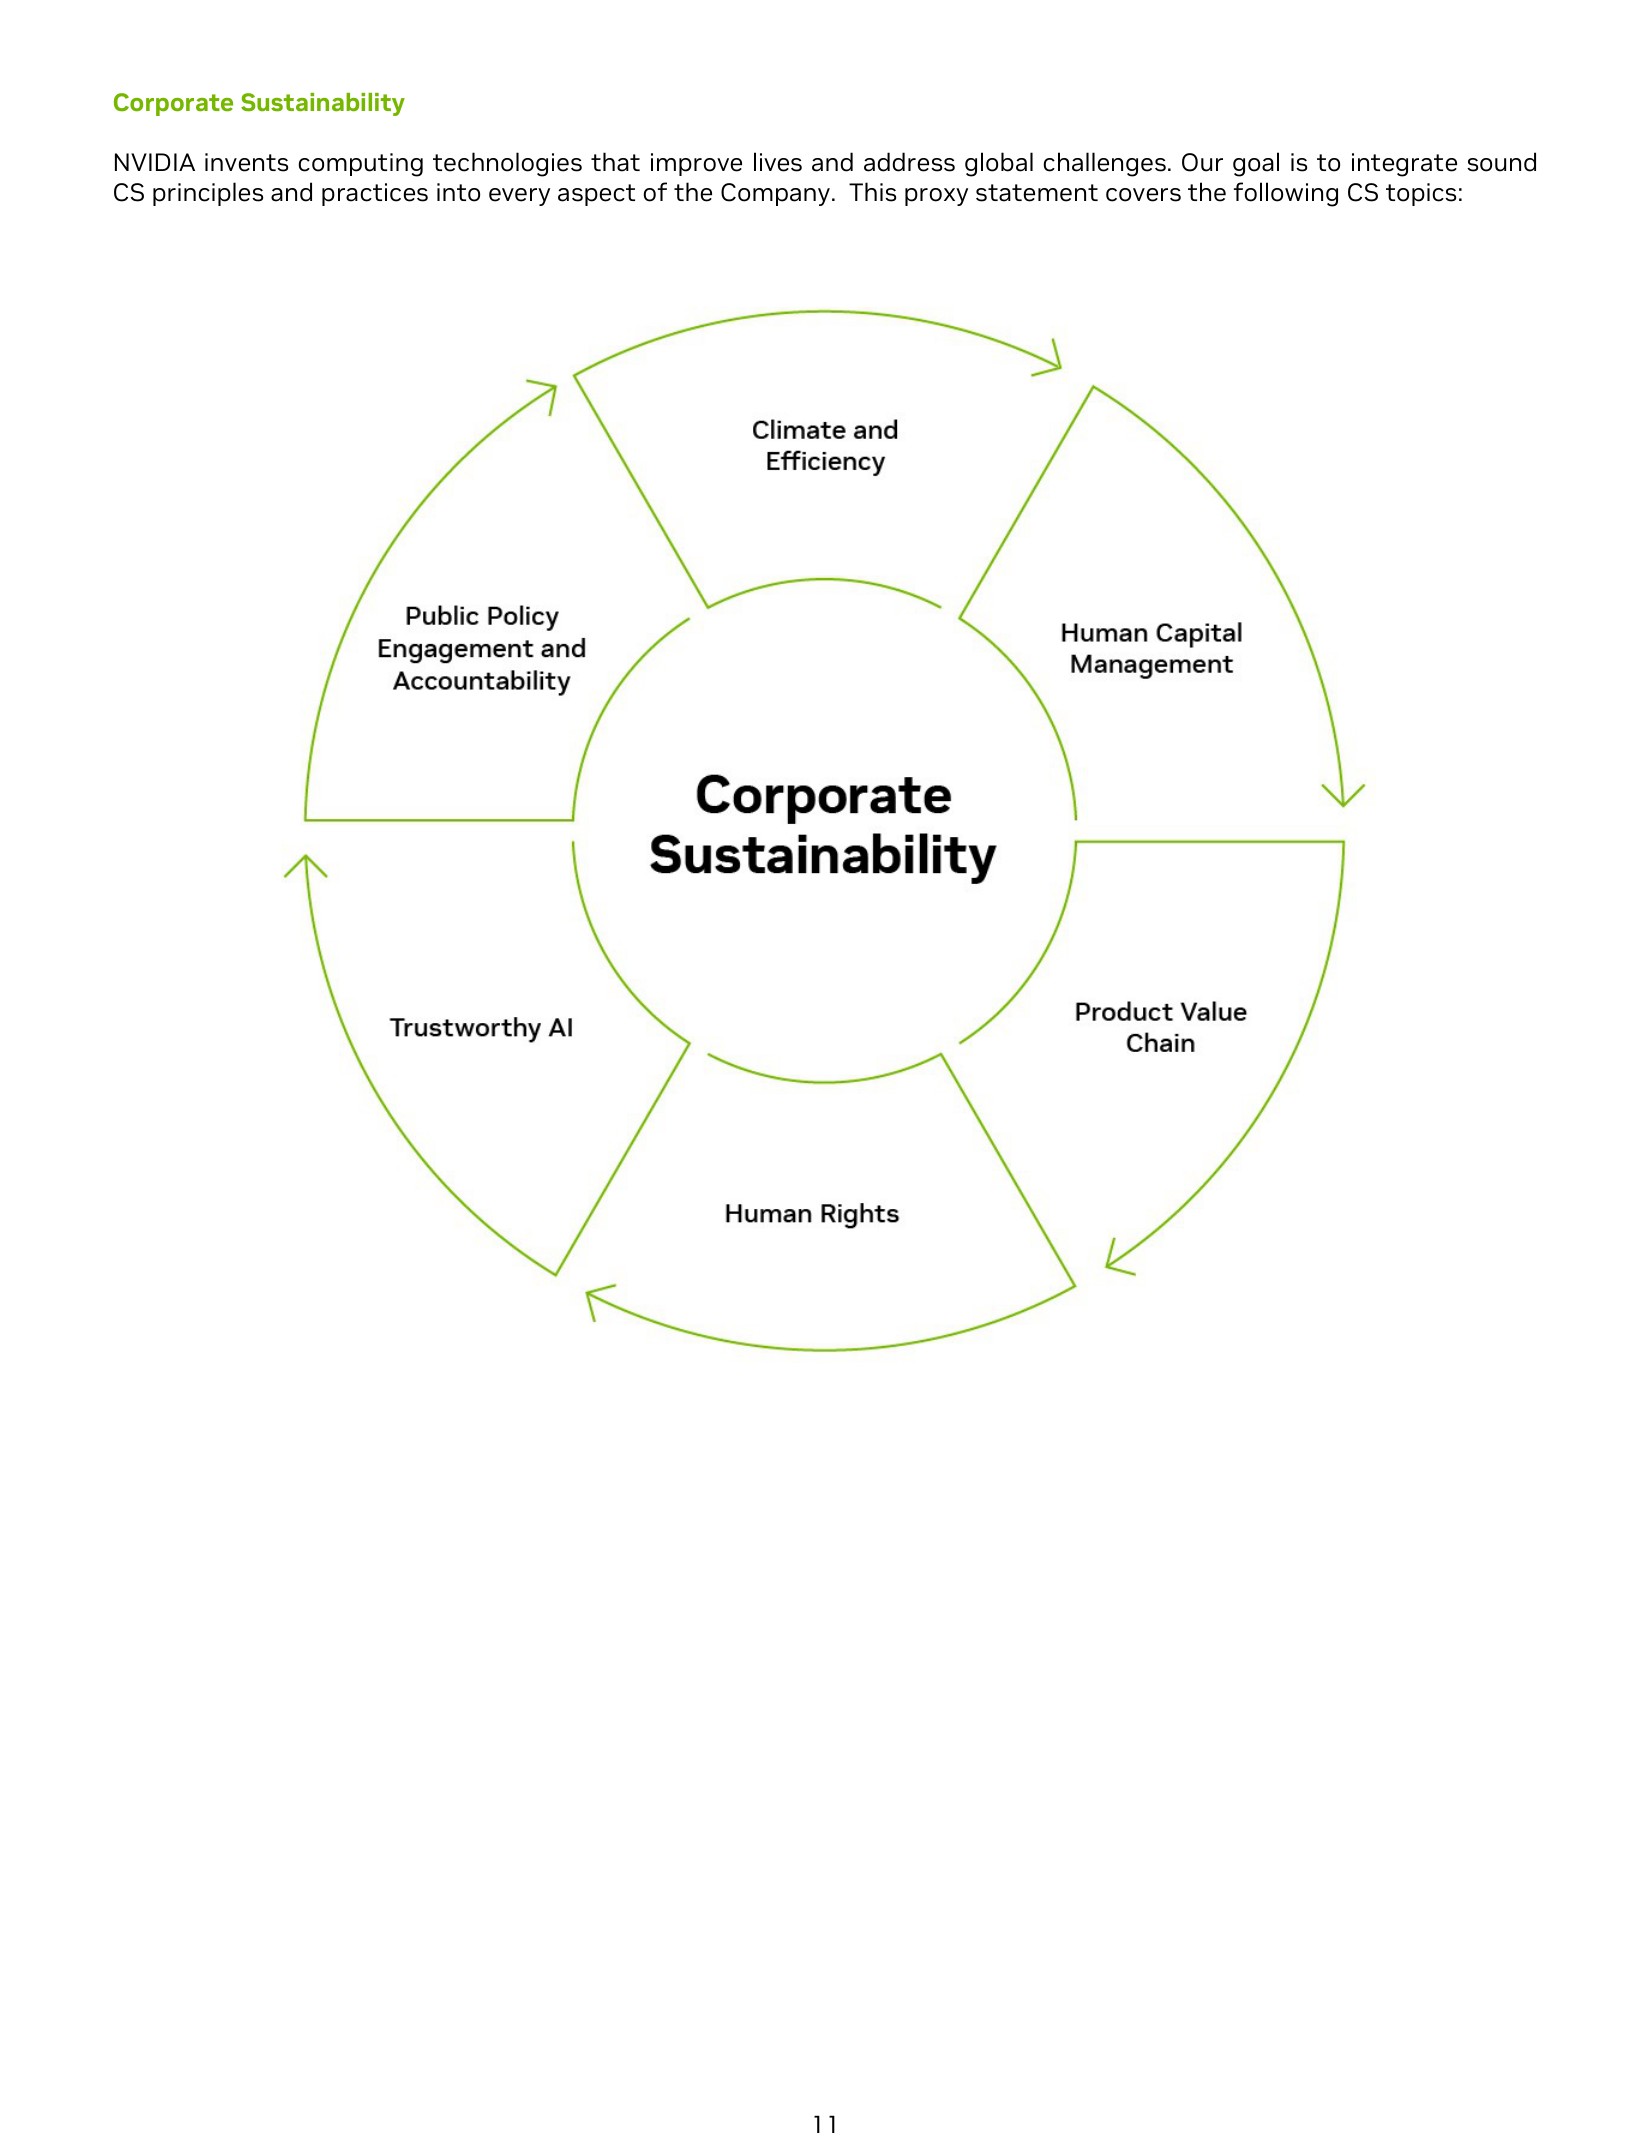 Corporate Sustainability
NVIDIA invents computing technologies that improve lives and address global challenges. Our goal is to integrate sound
CS principles and practices into every aspect of the Company.  This proxy statement covers the following CS topics:
Climate and
Efficiency
Human Capital
Management
Product Value
Chain
Human Rights
Trustworthy AI
Public Policy
Engagement and
Accountability
Corporate
Sustainability
11